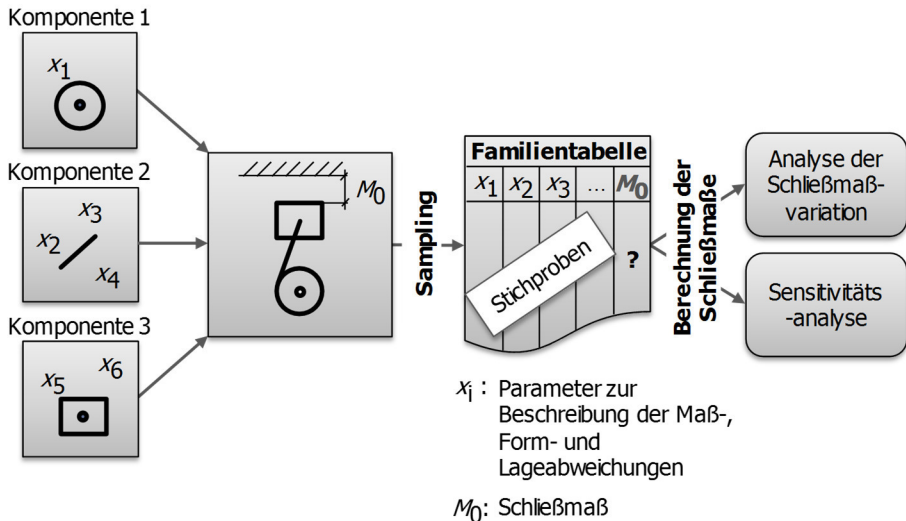 Komponente 1
x1
Komponente 2
x3
x2
x4
Komponente 3
x6
x5
M0
Sampling
Familientabelle
x1 x2 x3 ... M0
Stichproben
?
Berechnung der
Schließmaße
Analyse der
Schließmaß-
variation
Sensitivitäts
-analyse
xi : Parameter zur
Beschreibung der Maß-,
Form- und
Lageabweichungen
M0: Schließmaß